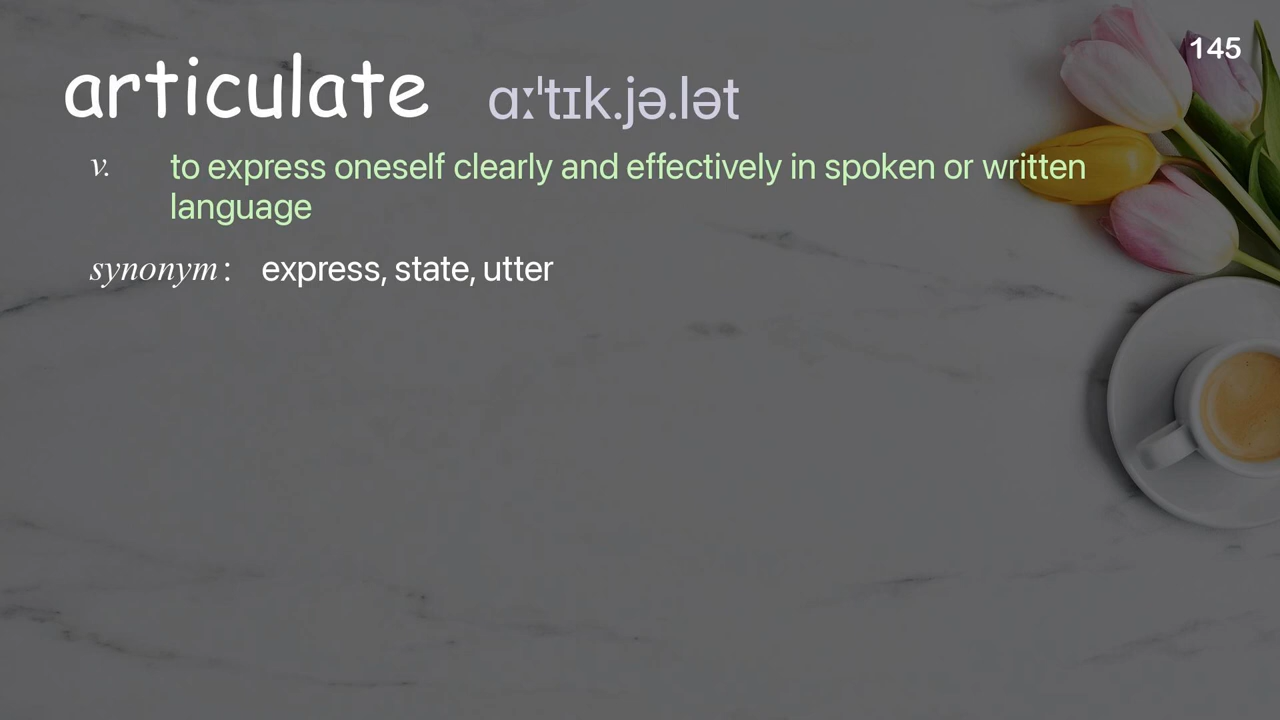 145
articulate ɑːˈtɪk.jə.lət
v. to express oneself clearly and effectively in spoken or written
language
synonym: express, state, utter